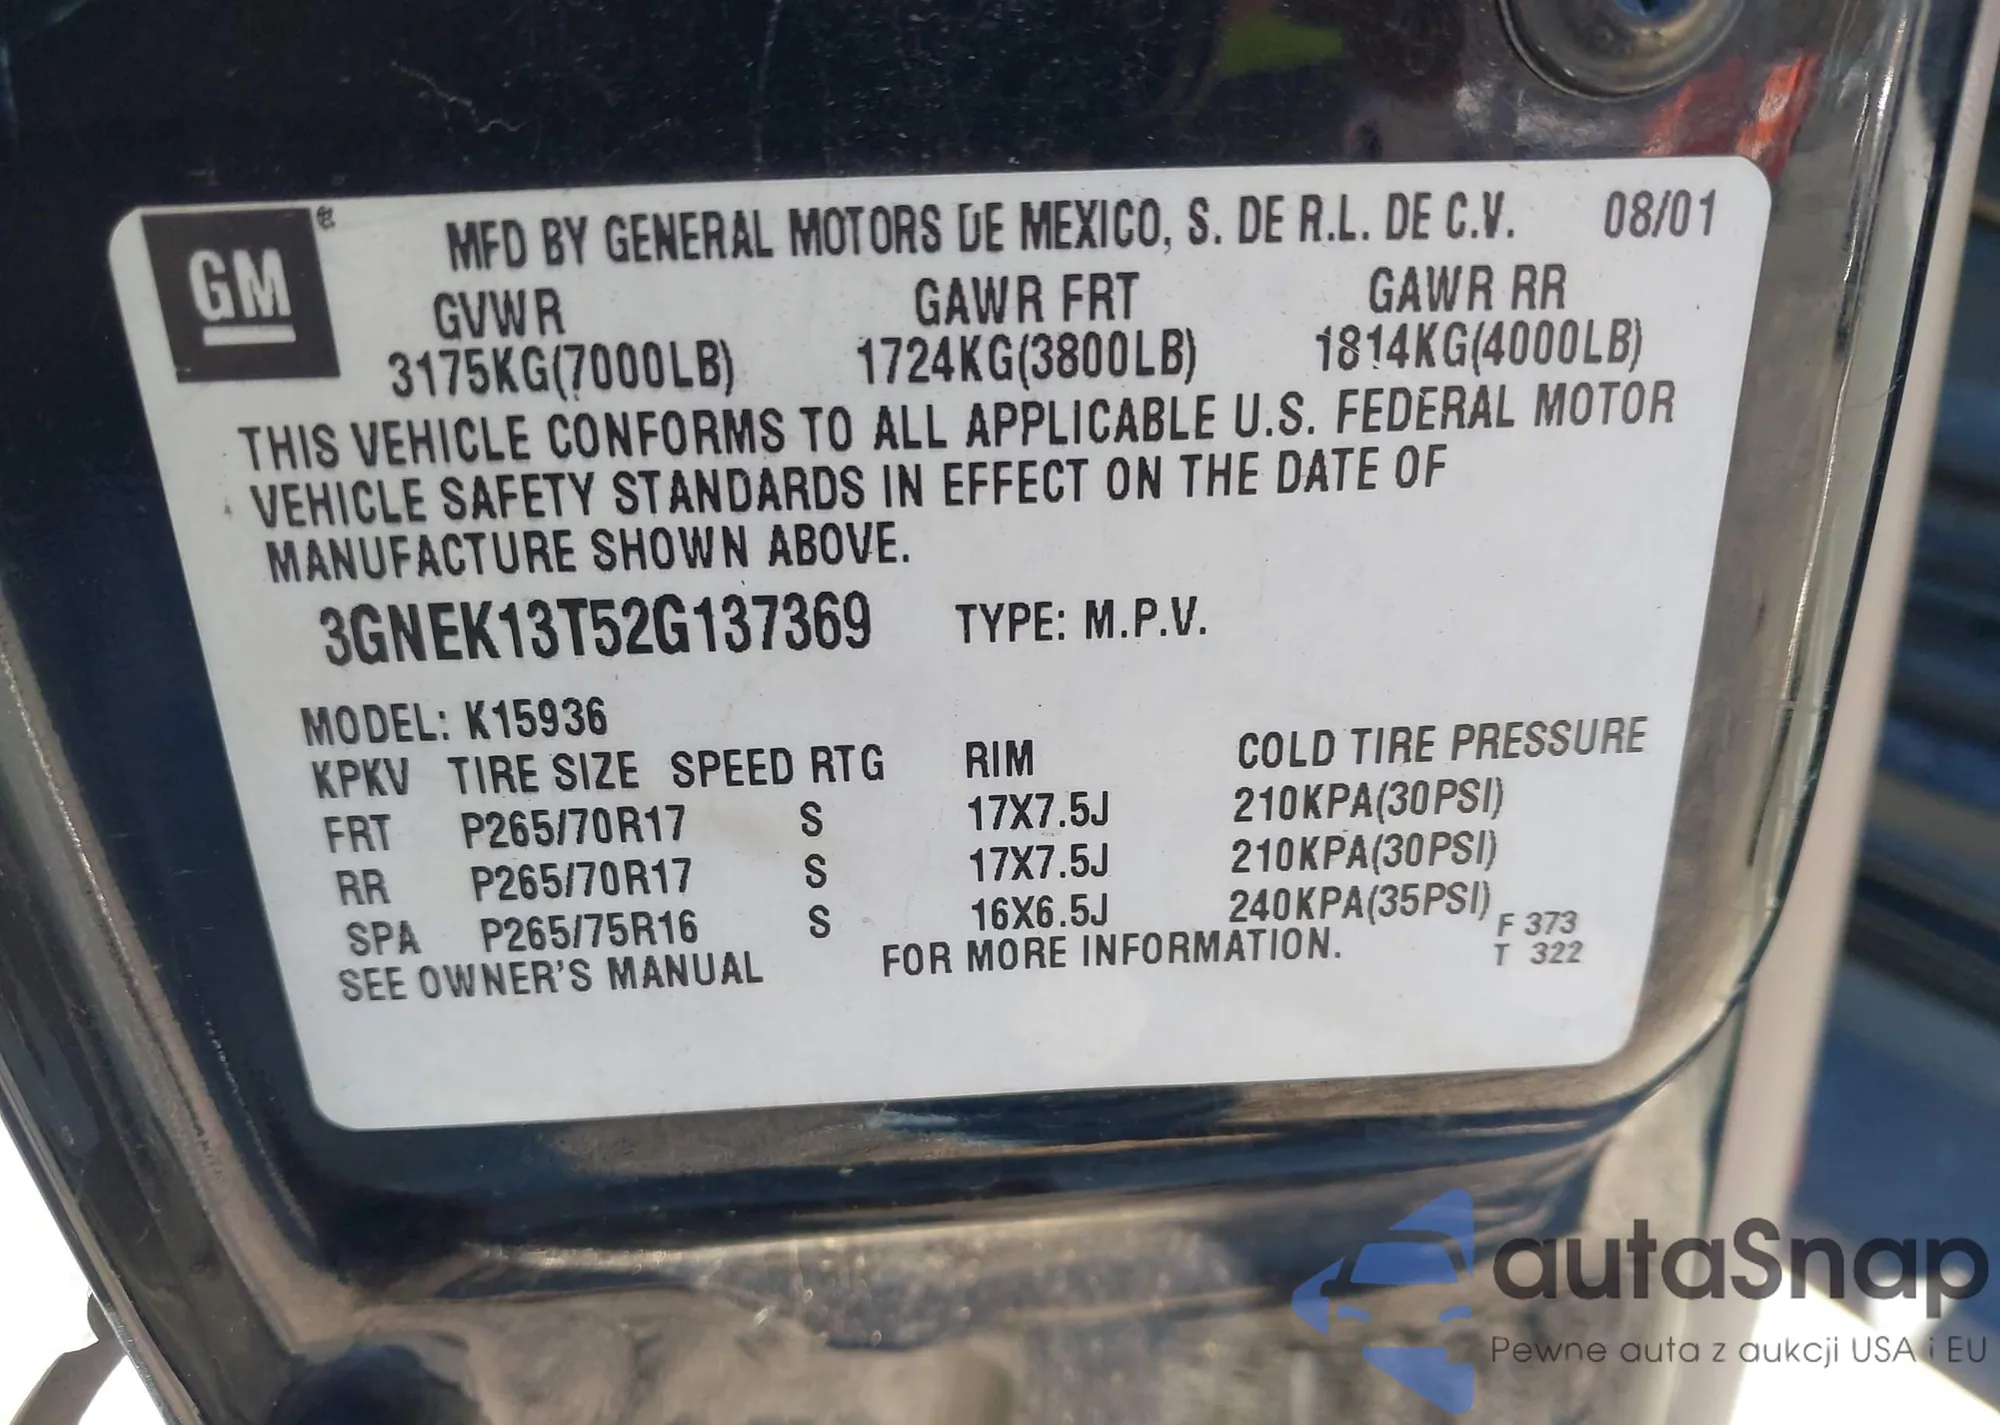 GM ®
MFD BY GENERAL MOTORS DE MEXICO, S. DE R.L. DE C.V. 08/01
GVWR GAWR FRT GAWR RR
3175KG(7000LB) 1724KG(3800LB) 1814KG(4000LB)
THIS VEHICLE CONFORMS TO ALL APPLICABLE U.S. FEDERAL MOTOR
VEHICLE SAFETY STANDARDS IN EFFECT ON THE DATE OF
MANUFACTURE SHOWN ABOVE.
3GNEK13T52G137369 TYPE: M.P.V.
MODEL: K15936
KPKV TIRE SIZE SPEED RTG RIM COLD TIRE PRESSURE
FRT P265/70R17 S 17X7.5J 210KPA(30PSI)
RR P265/70R17 S 17X7.5J 210KPA(30PSI)
SPA P265/75R16 S 16X6.5J 240KPA(35PSI)
SEE OWNER'S MANUAL FOR MORE INFORMATION.
F 373
T 322
autaSnap
Pewne auta z aukcji USA i EU